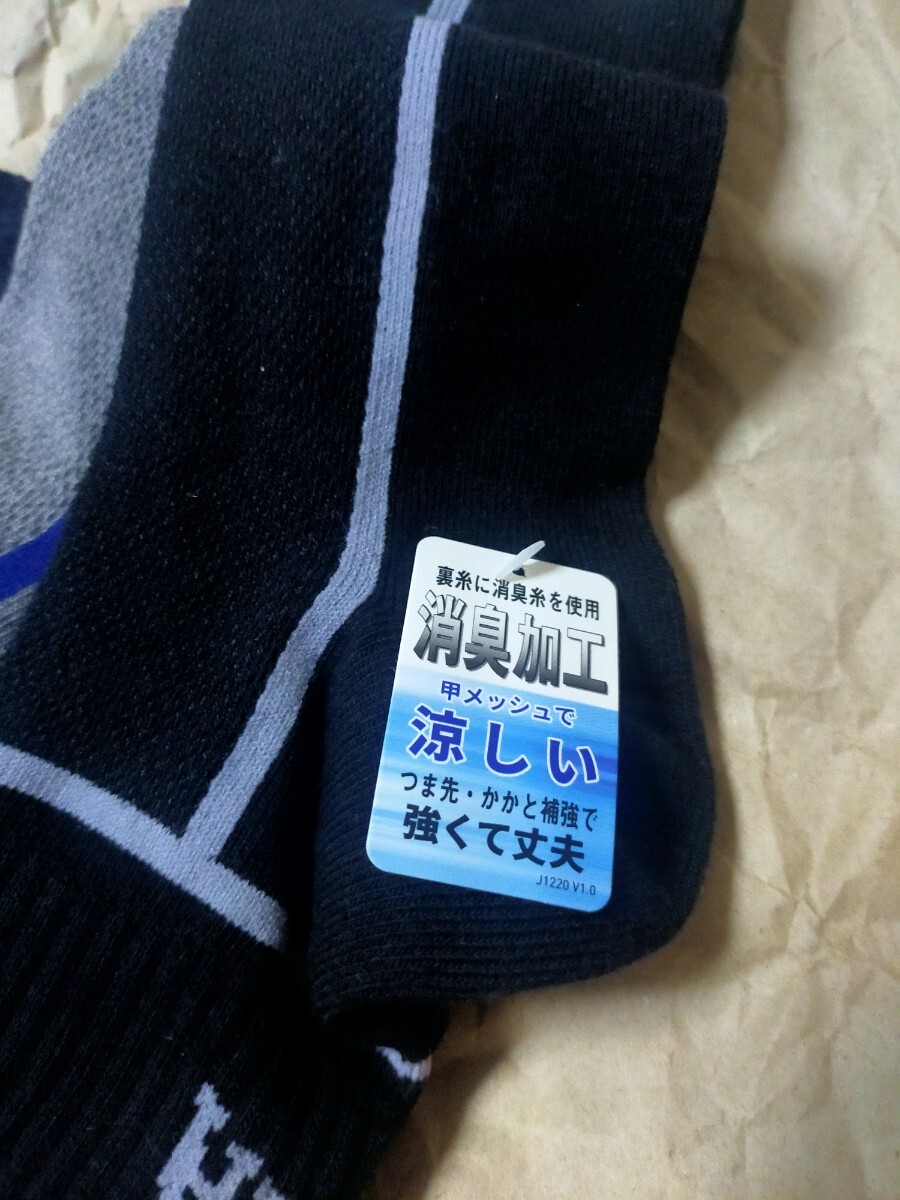 裏糸に消臭糸を使用
消臭加工
甲メッシュで
涼しい
つま先・かかと補強で
強くて丈夫
J1220 V1.0